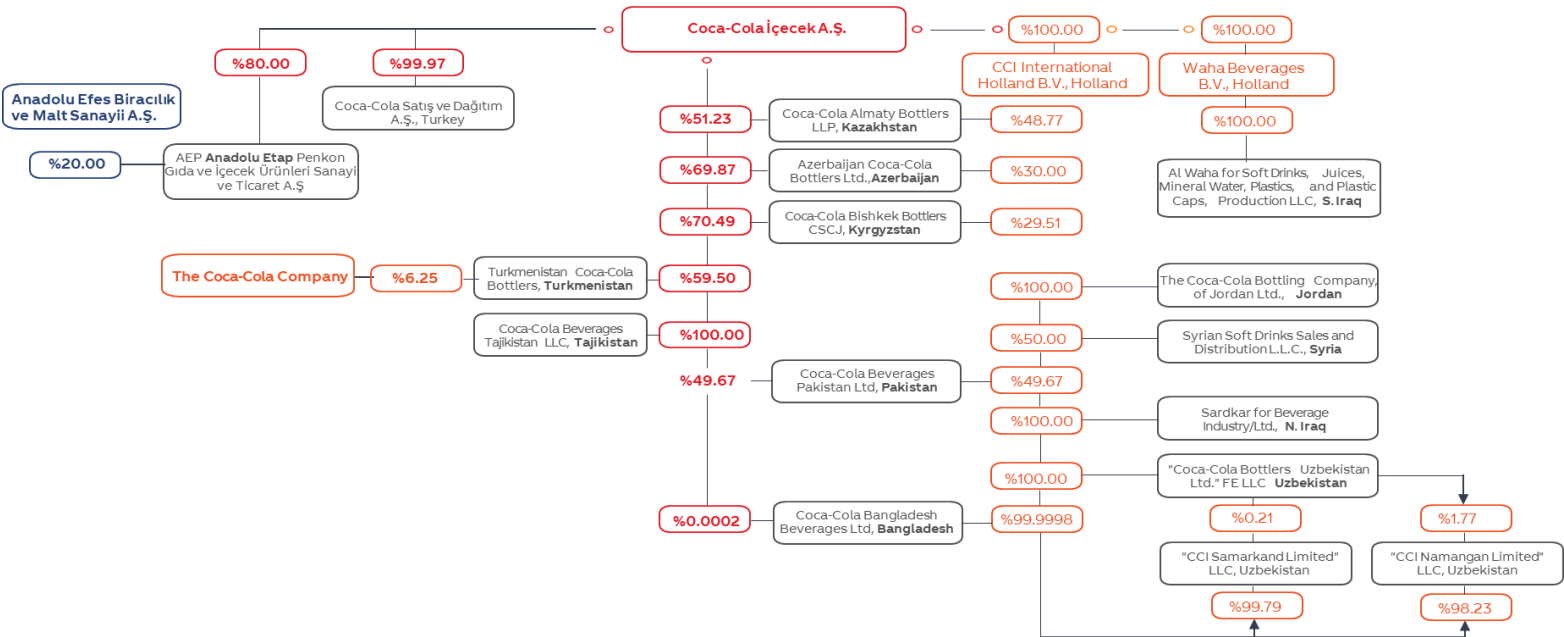 Coca-Cola İçecek A.Ş.
%100.00
%100.00
%80.00
%99.97
CCI International
Holland B.V., Holland
Waha Beverages
B.V., Holland
Anadolu Efes Biracılık
ve Malt Sanayii A.Ş.
Coca-Cola Satış ve Dağıtım
A.Ş., Turkey
%51.23
Coca-Cola Almaty Bottlers
LLP, Kazakhstan
%48.77
%100.00
%20.00
AEP Anadolu Etap Penkon
Gıda ve İçecek Ürünleri Sanayi
ve Ticaret A.Ş
%69.87
Azerbaijan Coca-Cola
Bottlers Ltd.,Azerbaijan
%30.00
Al Waha for Soft Drinks, Juices,
Mineral Water, Plastics, and Plastic
Caps, Production LLC, S. Iraq
%70.49
Coca-Cola Bishkek Bottlers
CSCJ, Kyrgyzstan
%29.51
The Coca-Cola Company
%6.25
Turkmenistan Coca-Cola
Bottlers, Turkmenistan
%59.50
%100.00
The Coca-Cola Bottling Company,
of Jordan Ltd., Jordan
Coca-Cola Beverages
Tajikistan LLC, Tajikistan
%100.00
%50.00
Syrian Soft Drinks Sales and
Distribution L.L.C., Syria
%49.67
Coca-Cola Beverages
Pakistan Ltd, Pakistan
%49.67
%100.00
Sardkar for Beverage
Industry/Ltd., N. Iraq
%100.00
"Coca-Cola Bottlers Uzbekistan
Ltd." FE LLC Uzbekistan
%0.0002
Coca-Cola Bangladesh
Beverages Ltd, Bangladesh
%99.9998
%0.21
%1.77
"CCI Samarkand Limited"
LLC, Uzbekistan
"CCI Namangan Limited"
LLC, Uzbekistan
%99.79
%98.23